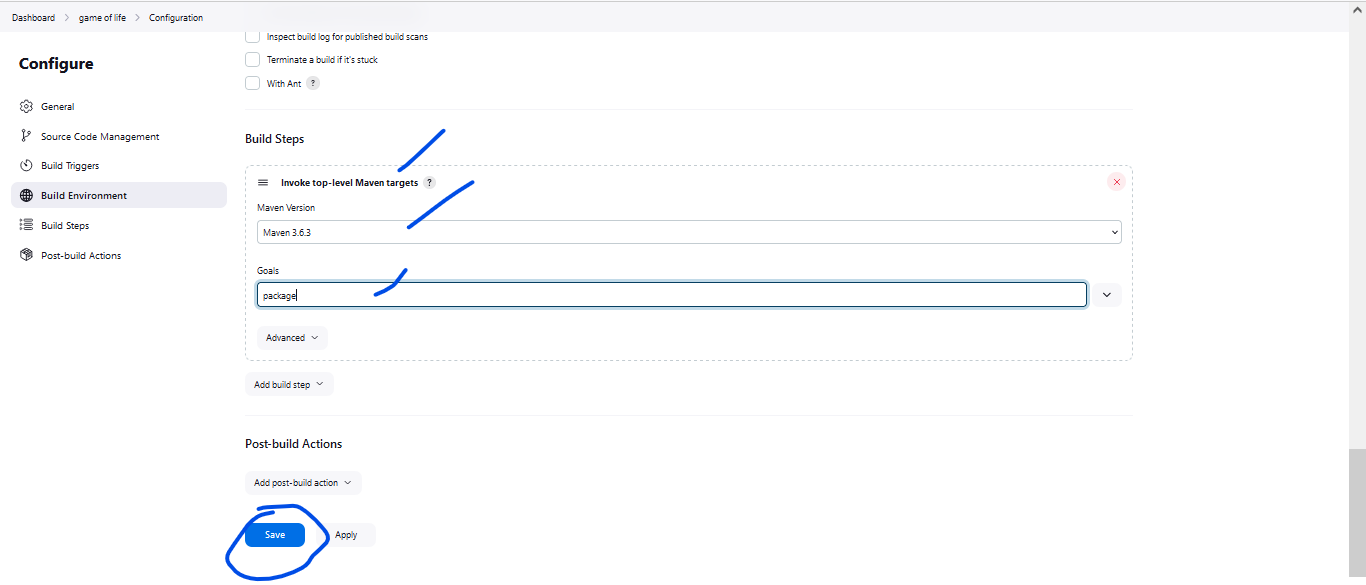 Dashboard > game of life > Configuration
Configure
General
Source Code Management
Build Triggers
Build Environment
Build Steps
Post-build Actions
Inspect build log for published build scans
Terminate a build if it's stuck
With Ant ?
Build Steps
Invoke top-level Maven targets ?
Maven Version
Maven 3.6.3
Goals
package
Advanced
Add build step
Post-build Actions
Add post-build action
Save
Apply